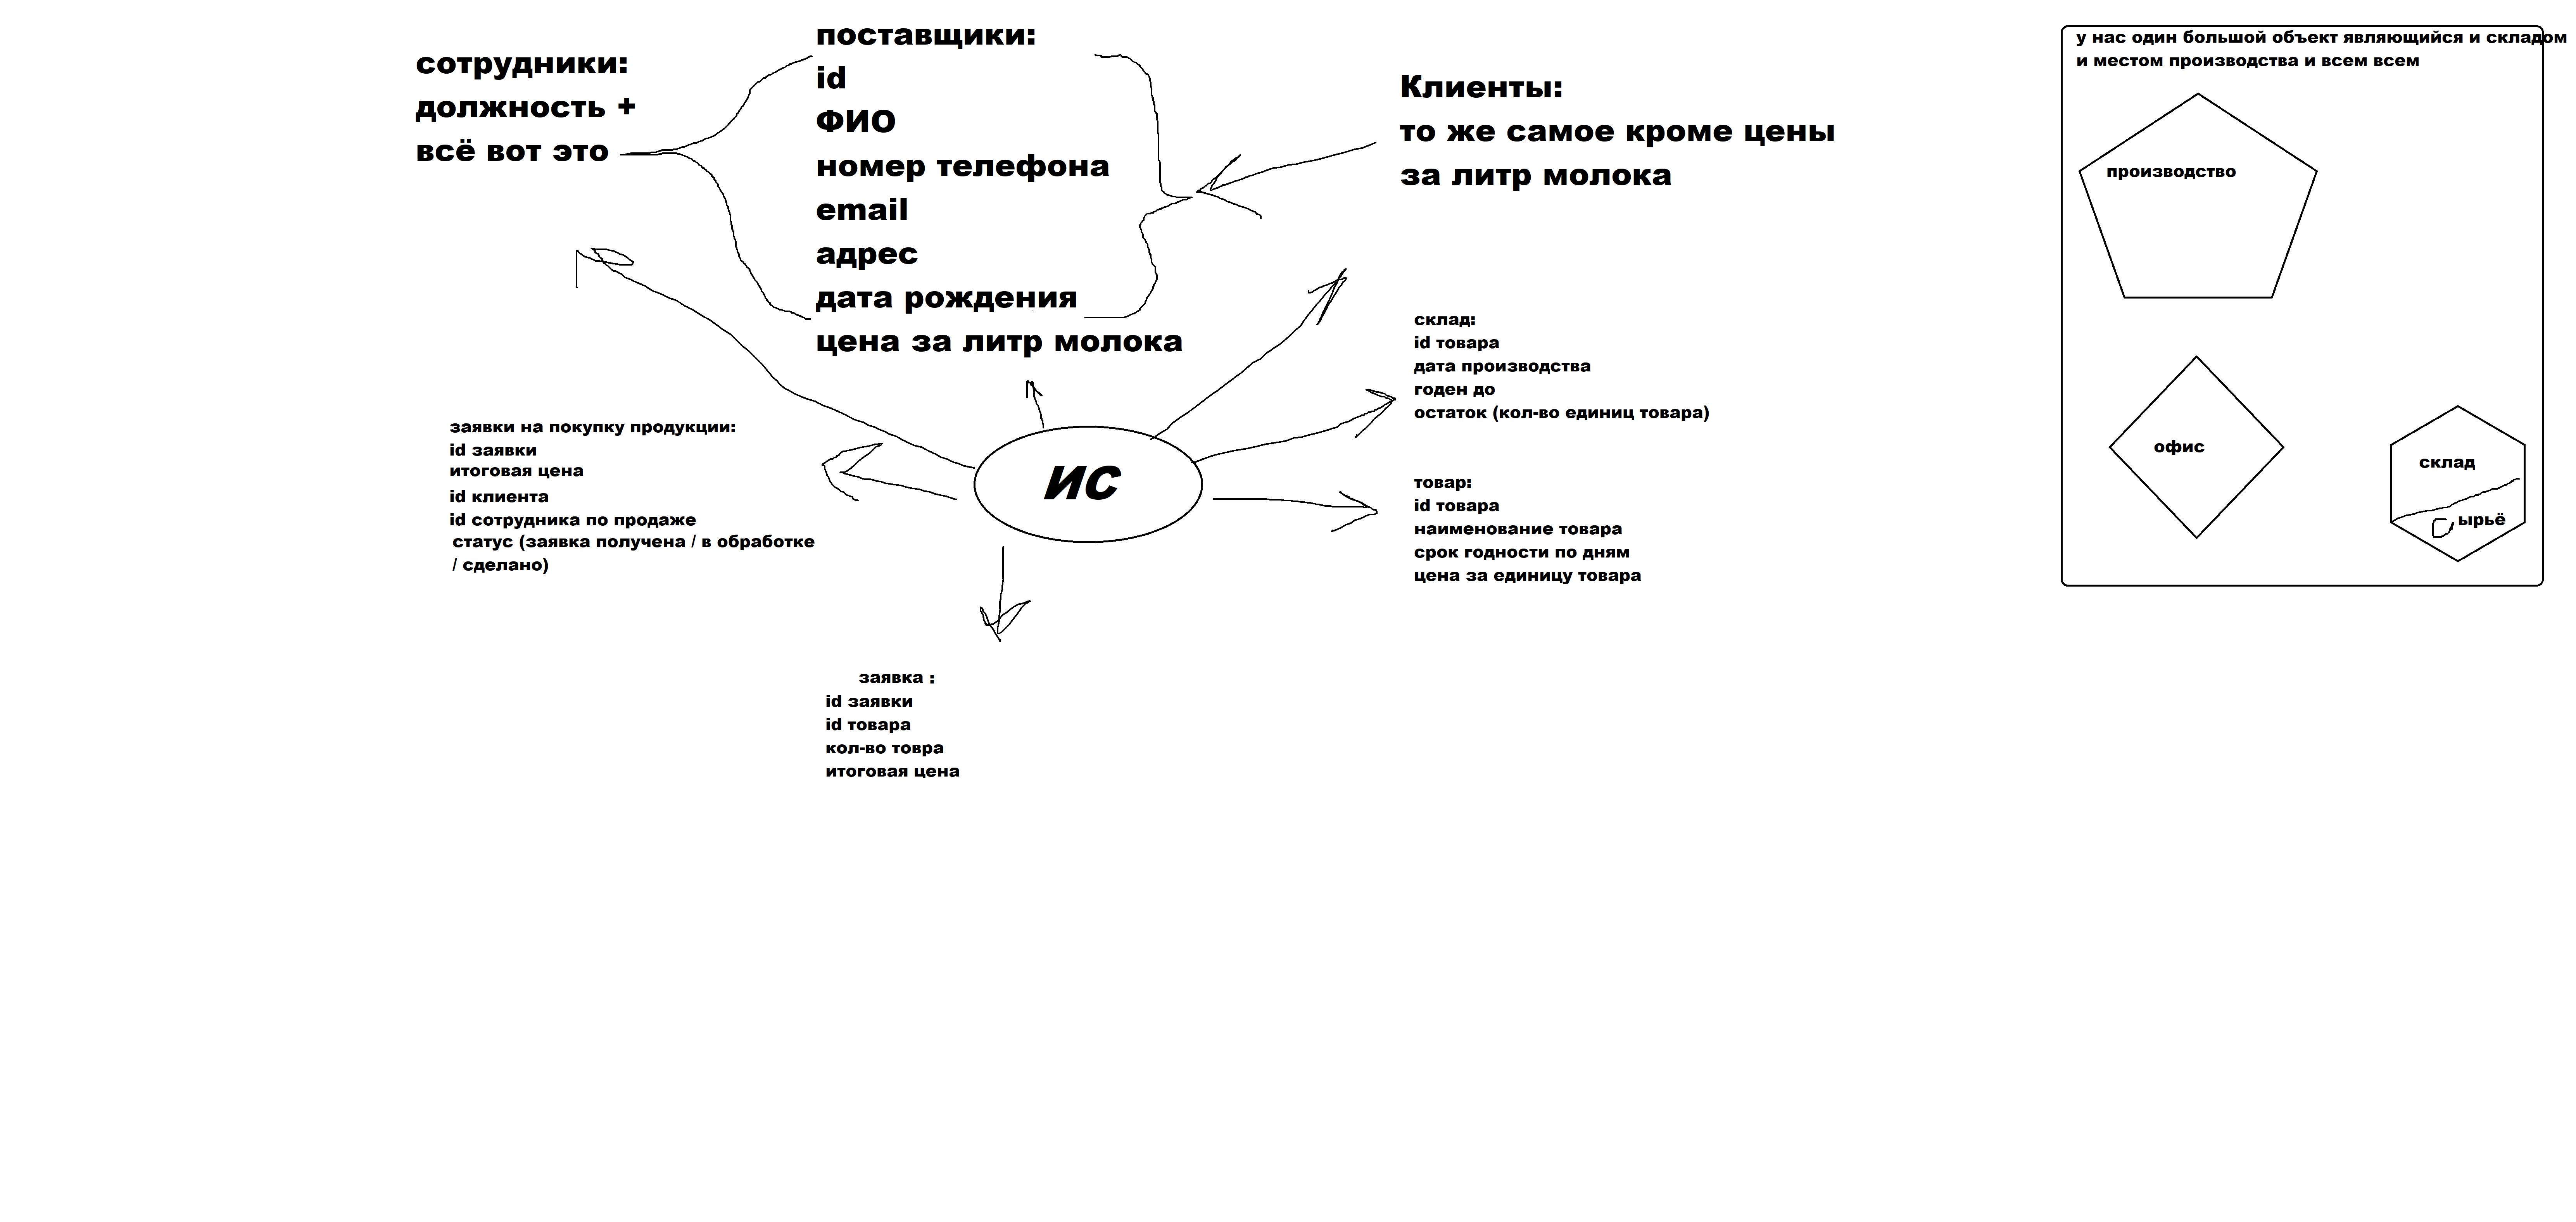 сотрудники:
должность +
всё вот это
поставщики:
id
ФИО
номер телефона
email
адрес
дата рождения
цена за литр молока
Клиенты:
то же самое кроме цены
за литр молока
у нас один большой объект являющийся и складом
и местом производства и всем всем
производство
офис
склад
сырьё
склад:
id товара
дата производства
годен до
остаток (кол-во единиц товара)
заявки на покупку продукции:
id заявки
итоговая цена
id клиента
id сотрудника по продаже
статус (заявка получена / в обработке
/ сделано)
ИС
товар:
id товара
наименование товара
срок годности по дням
цена за единицу товара
заявка :
id заявки
id товара
кол-во товра
итоговая цена